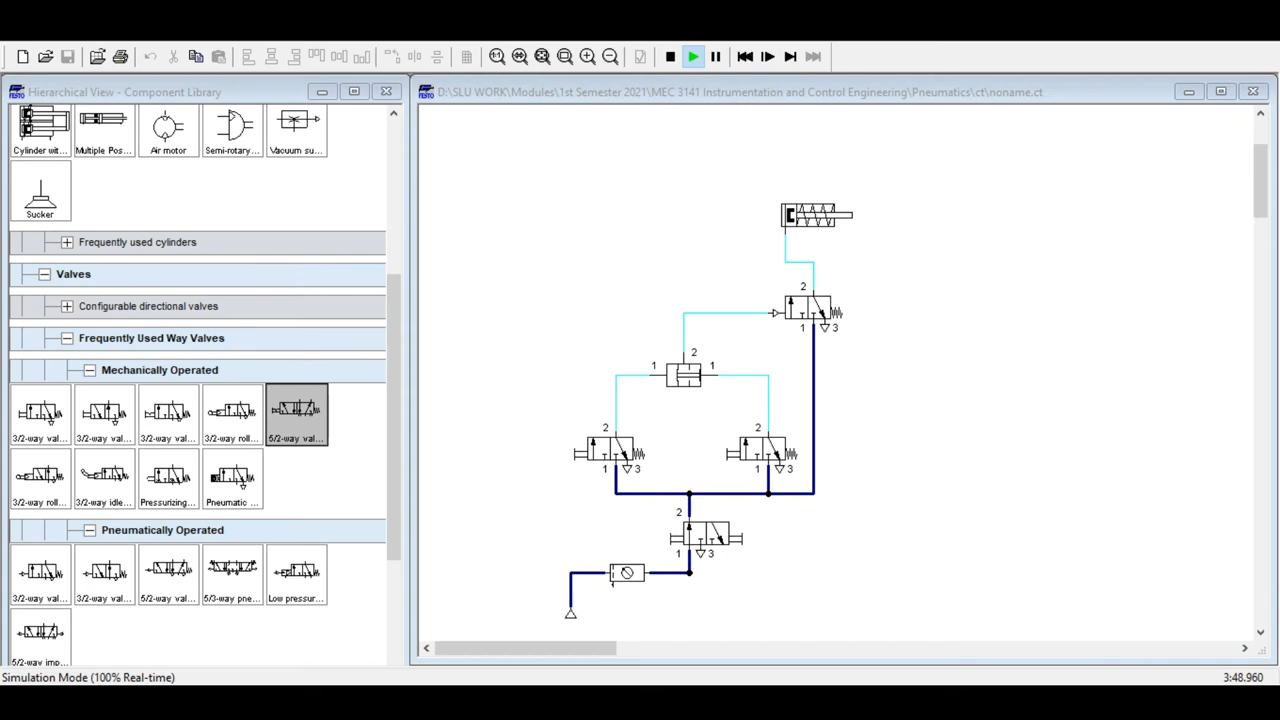 FESTO Hierarchical View - Component Library
FESTO D:\SLU WORK\Modules\1st Semester 2021\MEC 3141 Instrumentation and Control Engineering\Pneumatics\ct\noname.ct
Cylinder wit... Multiple Pos... Air motor Semi-rotary... Vacuum su...
Sucker
Frequently used cylinders
Valves
Configurable directional valves
Frequently Used Way Valves
Mechanically Operated
3/2-way val... 3/2-way val... 3/2-way val... 3/2-way roll... 5/2-way val...
3/2-way roll... 3/2-way idle... Pressurizing... Pneumatic ...
Pneumatically Operated
3/2-way val... 3/2-way val... 5/2-way val... 5/3-way pne... Low pressur...
5/2-way imp...
2
1 3
2
1 1
2 2
1 3 1 3
2
1 3
Simulation Mode (100% Real-time) 3:48.960